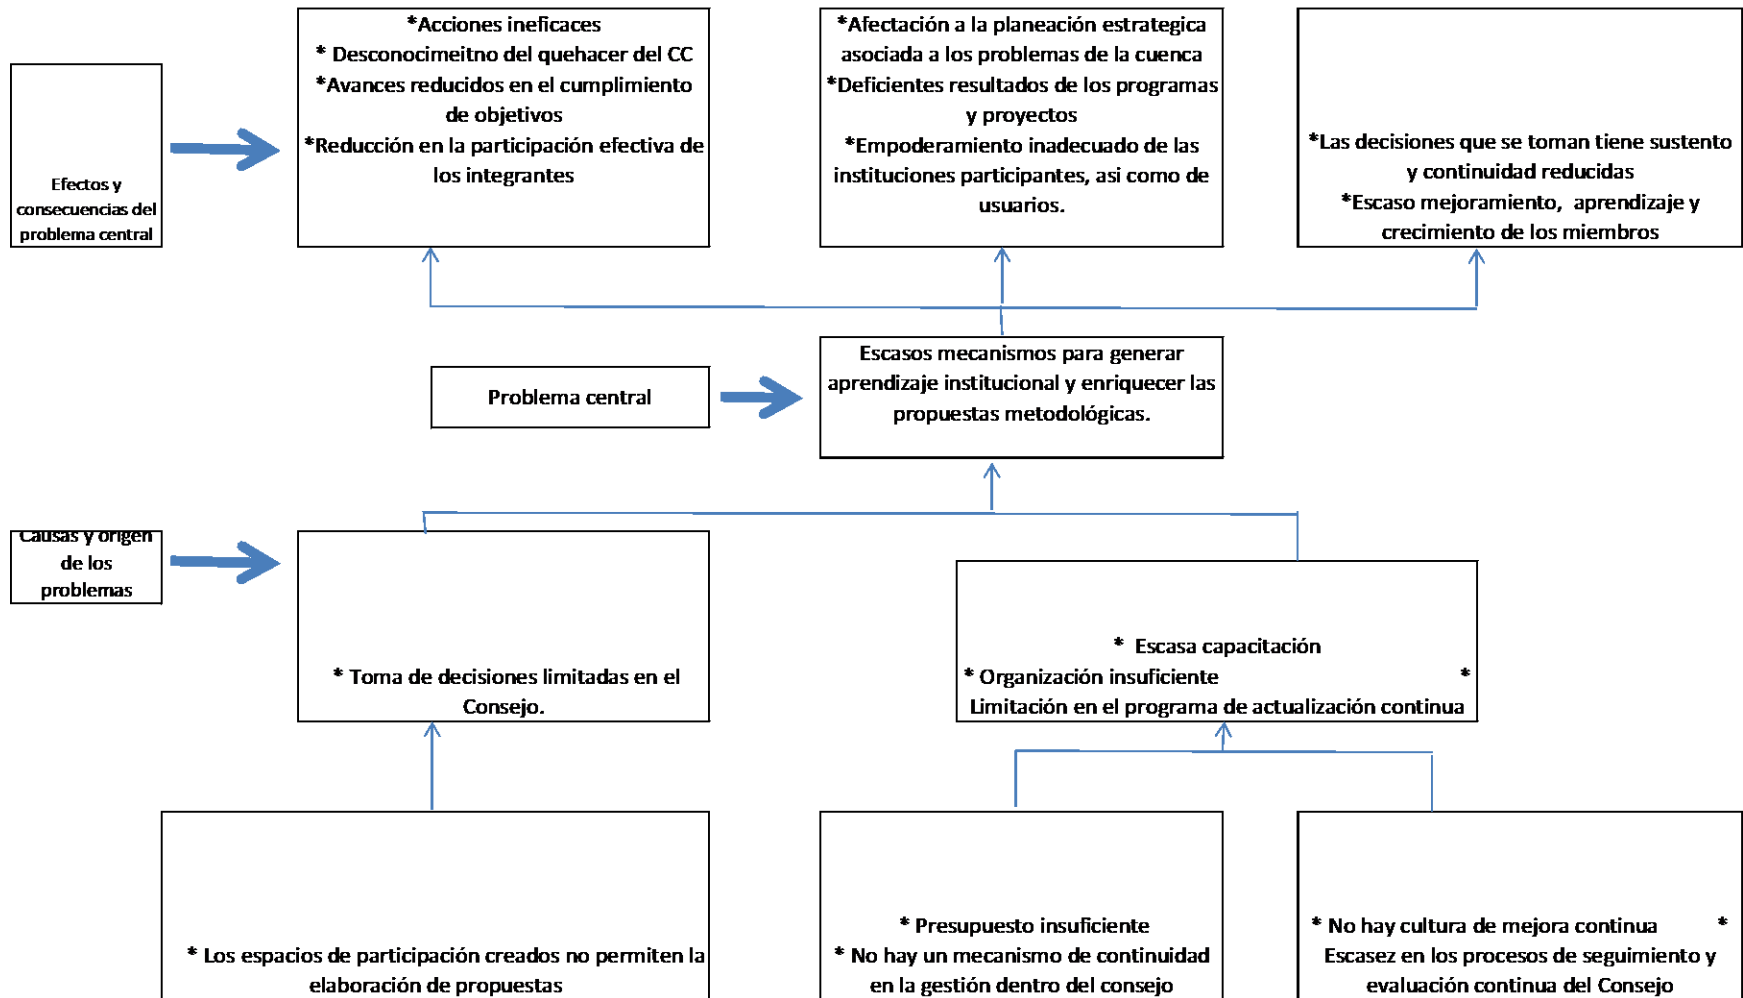 *Acciones ineficaces
* Desconocimeitno del quehacer del CC
*Avances reducidos en el cumplimiento
de objetivos
*Reducción en la participación efectiva de
los integrantes
*Afectación a la planeación estrategica
asociada a los problemas de la cuenca
*Deficientes resultados de los programas
y proyectos
*Empoderamiento inadecuado de las
instituciones participantes, asi como de
usuarios.
*Las decisiones que se toman tiene sustento
y continuidad reducidas
*Escaso mejoramiento, aprendizaje y
crecimiento de los miembros
Efectos y
consecuencias del
problema central
Problema central
Escasos mecanismos para generar
aprendizaje institucional y enriquecer las
propuestas metodológicas.
Causas y origen
de los
problemas
* Toma de decisiones limitadas en el
Consejo.
* Escasa capacitación
* Organización insuficiente *
Limitación en el programa de actualización continua
* Los espacios de participación creados no permiten la
elaboración de propuestas
* Presupuesto insuficiente
* No hay un mecanismo de continuidad
en la gestión dentro del consejo
* No hay cultura de mejora continua *
Escasez en los procesos de seguimiento y
evaluación continua del Consejo